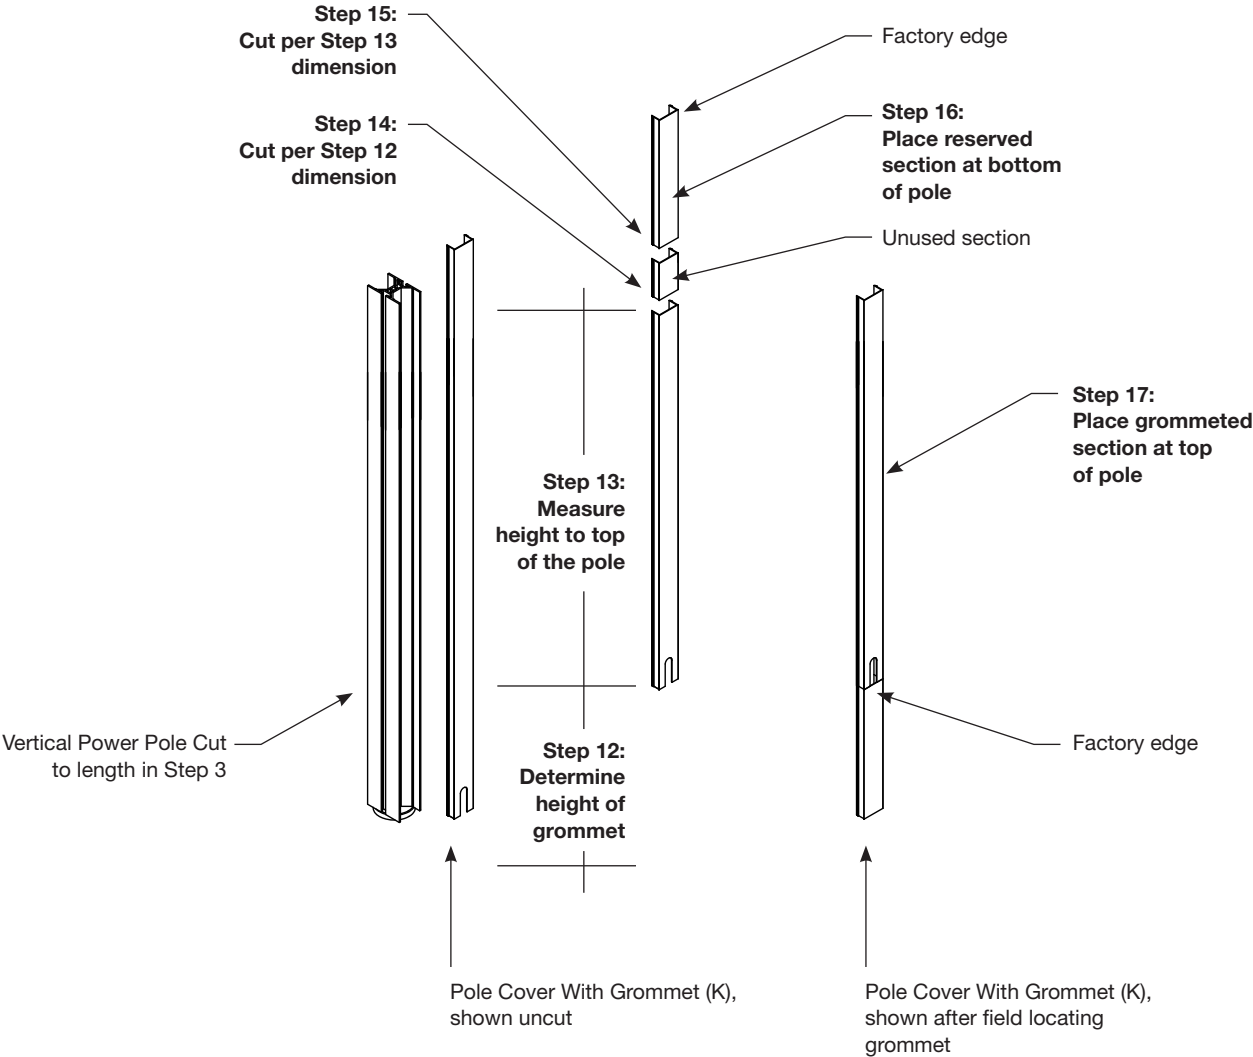 Step 15:
Cut per Step 13
dimension
Factory edge
Step 14:
Cut per Step 12
dimension
Step 16:
Place reserved
section at bottom
of pole
Unused section
Step 17:
Place grommeted
section at top
of pole
Step 13:
Measure
height to top
of the pole
Vertical Power Pole Cut
to length in Step 3
Step 12:
Determine
height of
grommet
Factory edge
Pole Cover With Grommet (K),
shown uncut
Pole Cover With Grommet (K),
shown after field locating
grommet